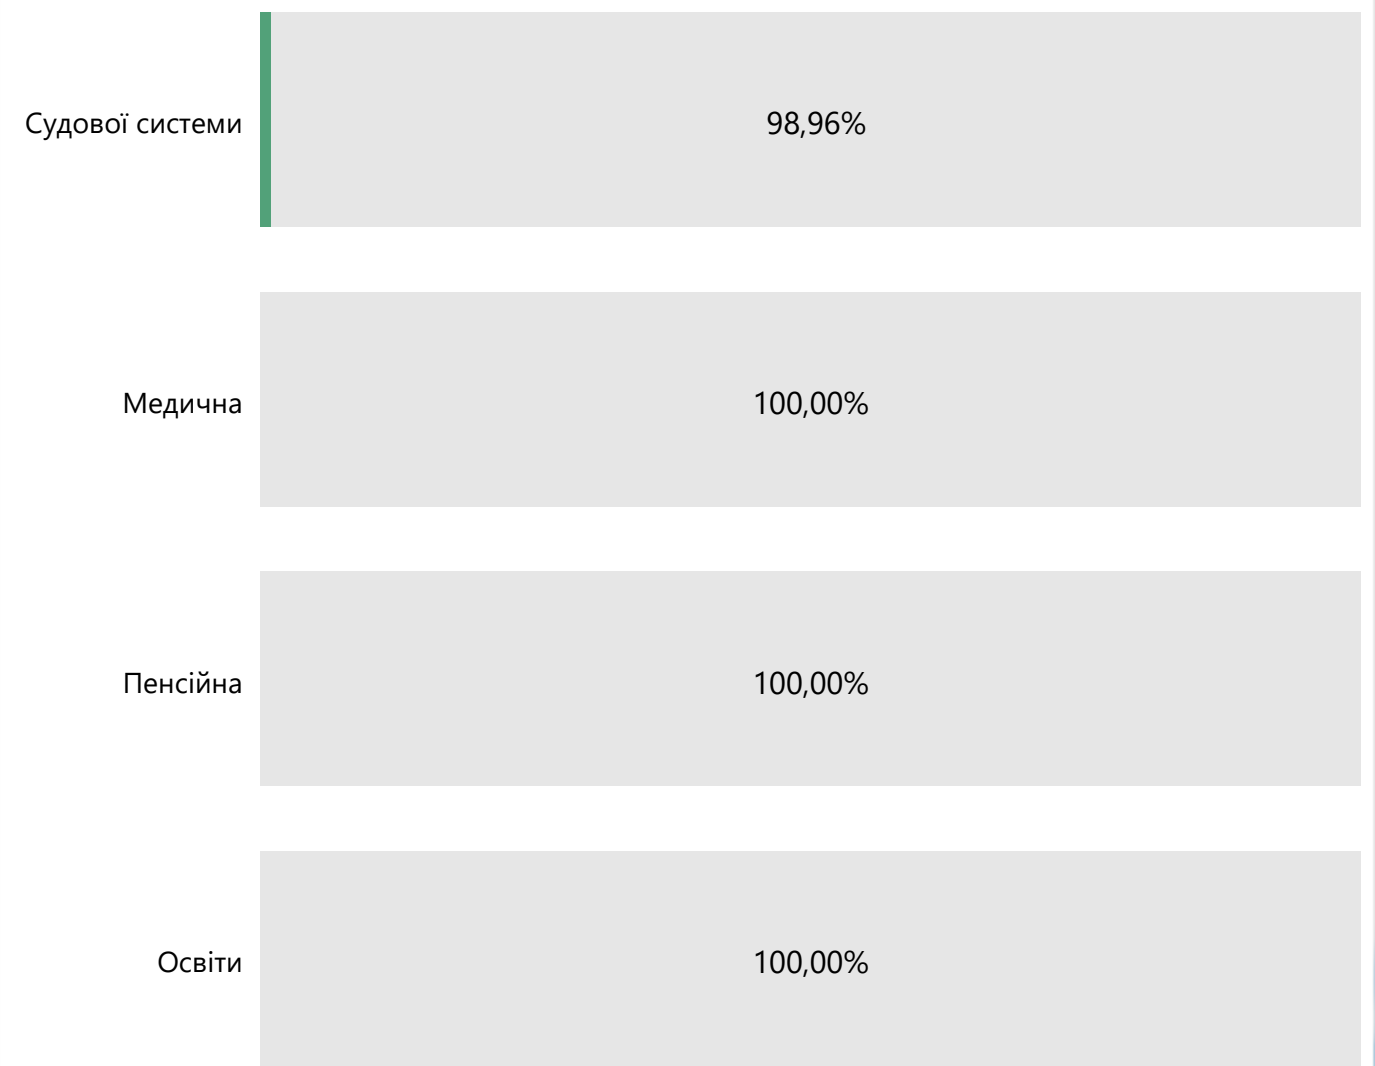 Судової системи
98,96%
Медична
100,00%
Пенсійна
100,00%
Освіти
100,00%